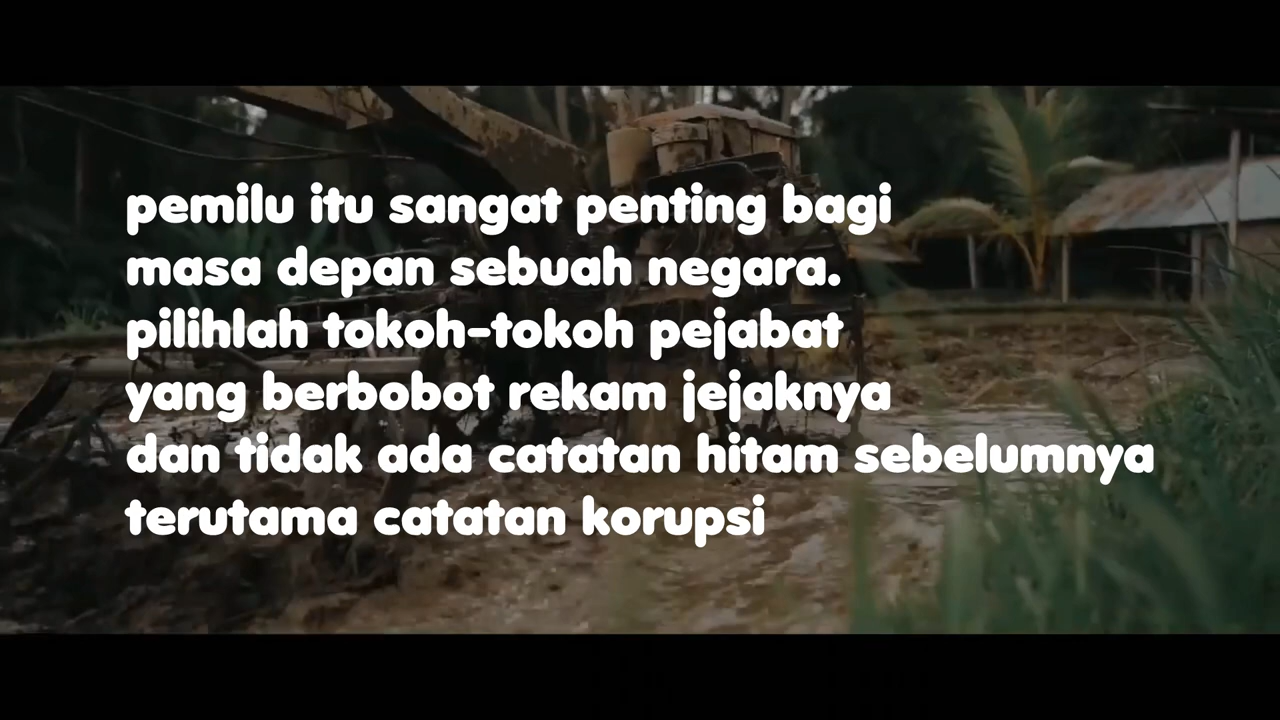 pemilu itu sangat penting bagi
masa depan sebuah negara.
pilihlah tokoh-tokoh pejabat
yang berbobot rekam jejaknya
dan tidak ada catatan hitam sebelumnya
terutama catatan korupsi